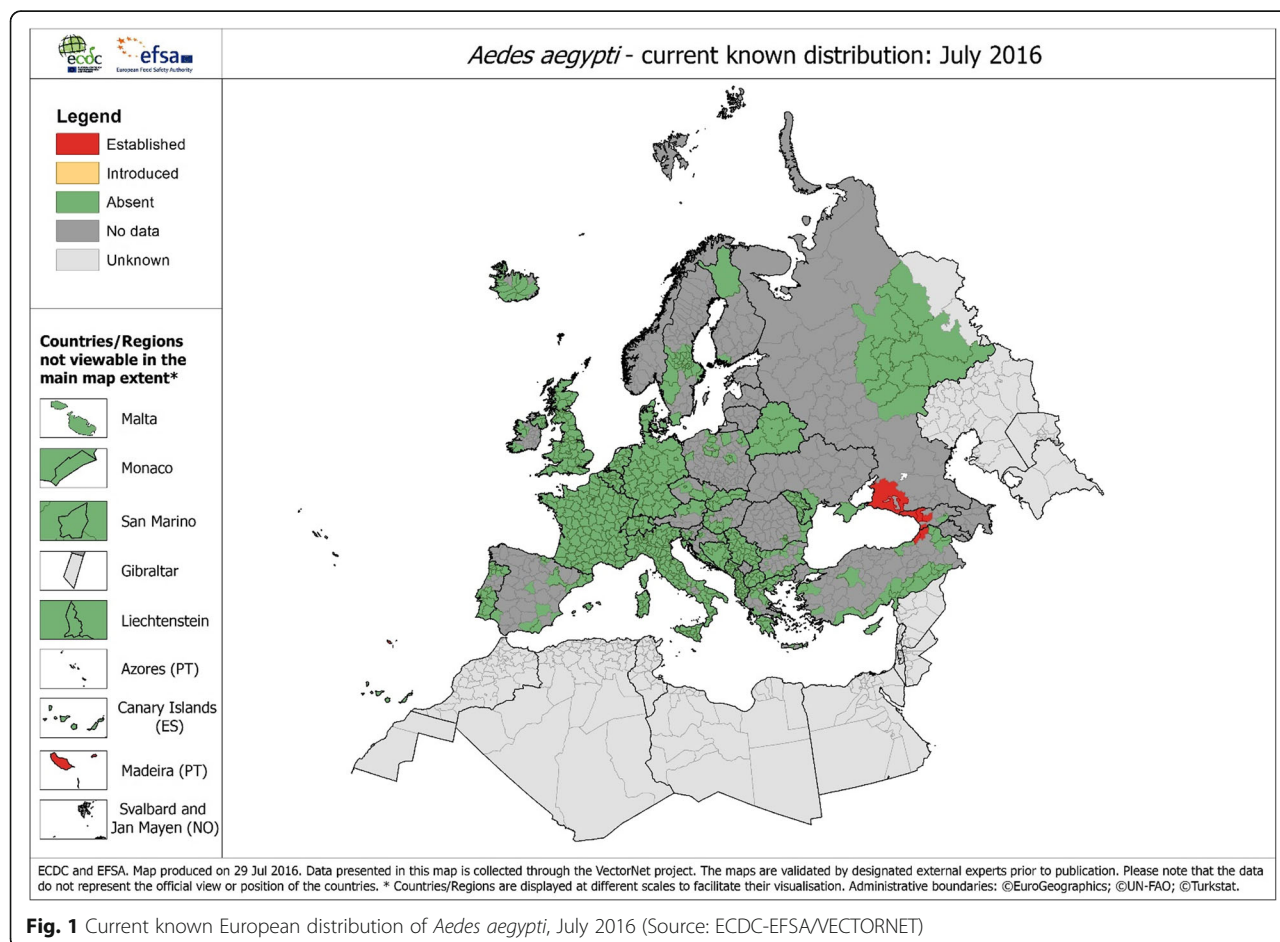 ecdc
efsa
European Food Safety Authority
Aedes aegypti - current known distribution: July 2016
Legend
Established
Introduced
Absent
No data
Unknown
Countries/Regions
not viewable in the
main map extent*
Malta
Monaco
San Marino
Gibraltar
Liechtenstein
Azores (PT)
Canary Islands
(ES)
Madeira (PT)
Svalbard and
Jan Mayen (NO)
ECDC and EFSA. Map produced on 29 Jul 2016. Data presented in this map is collected through the VectorNet project. The maps are validated by designated external experts prior to publication. Please note that the data
do not represent the official view or position of the countries. * Countries/Regions are displayed at different scales to facilitate their visualisation. Administrative boundaries: ©EuroGeographics; ©UN-FAO; ©Turkstat.
Fig. 1 Current known European distribution of Aedes aegypti, July 2016 (Source: ECDC-EFSA/VECTORNET)